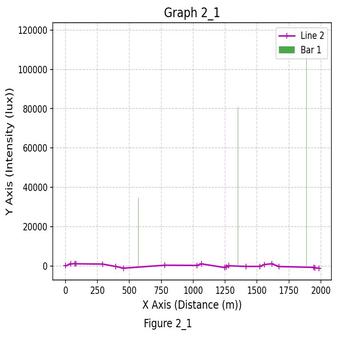 Graph 2_1
Line 2
Bar 1
120000
100000
80000
60000
40000
20000
0
Y Axis (Intensity (lux))
0 250 500 750 1000 1250 1500 1750 2000
X Axis (Distance (m))
Figure 2_1